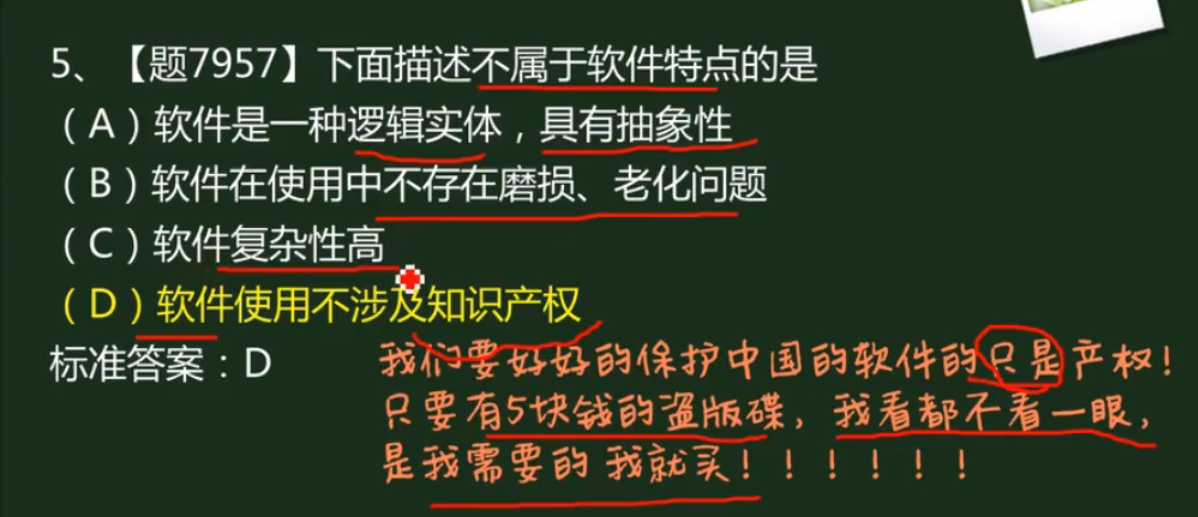 5、【题7957】下面描述不属于软件特点的是
（A）软件是一种逻辑实体，具有抽象性
（B）软件在使用中不存在磨损、老化问题
（C）软件复杂性高
（D）软件使用不涉及知识产权
标准答案：D
我们要好好的保护中国的软件的只是产权！
只要有5块钱的盗版碟，我看都不看一眼，
是我需要的 我就买！！！！！！